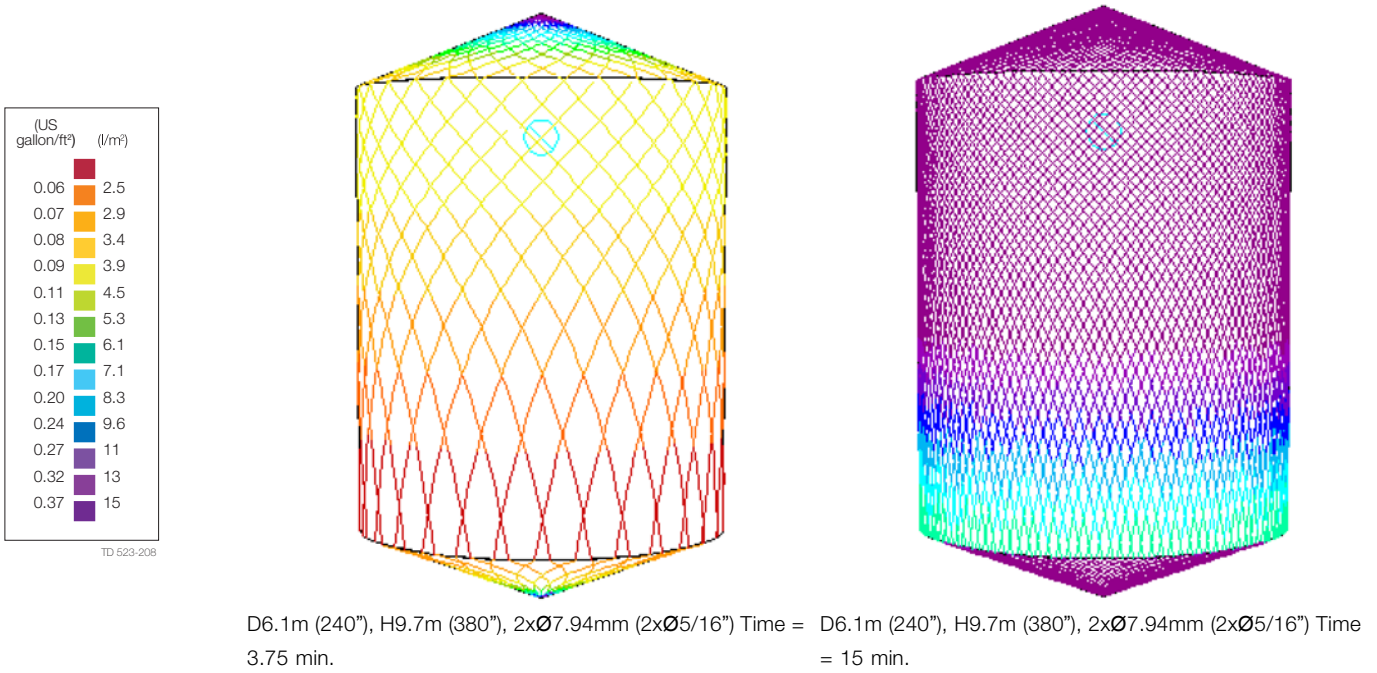 (US
gallon/ft²) (l/m²)
0.06 2.5
0.07 2.9
0.08 3.4
0.09 3.9
0.11 4.5
0.13 5.3
0.15 6.1
0.17 7.1
0.20 8.3
0.24 9.6
0.27 11
0.32 13
0.37 15
TD 523-208
D6.1m (240”), H9.7m (380”), 2xØ7.94mm (2xØ5/16”) Time =
3.75 min.
D6.1m (240”), H9.7m (380”), 2xØ7.94mm (2xØ5/16”) Time
= 15 min.